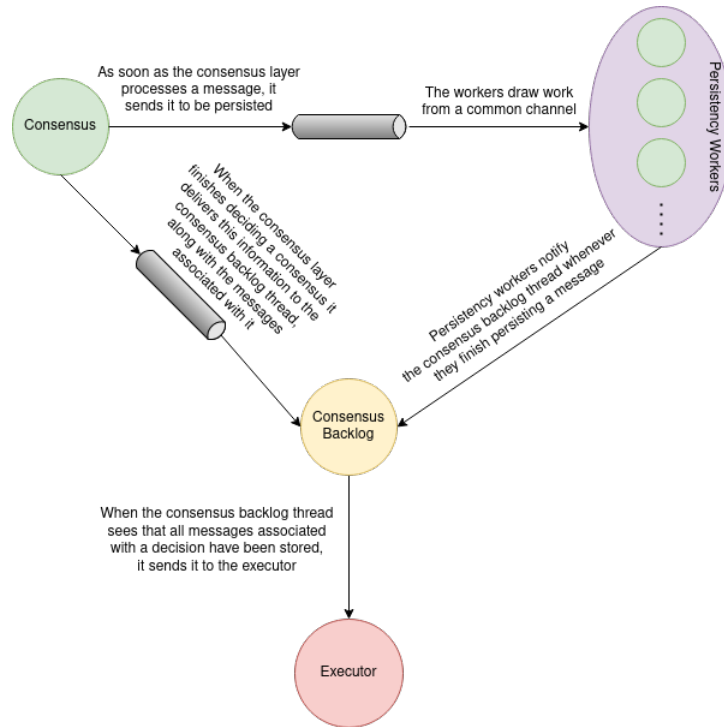 As soon as the consensus layer
processes a message, it
sends it to be persisted
Consensus
The workers draw work
from a common channel
Persistency Workers
When the consensus layer
finishes deciding a consensus it
delivers this information to the
consensus backlog thread,
along with the messages
associated with it
Persistency workers notify
the consensus backlog thread whenever
they finish persisting a message
Consensus
Backlog
When the consensus backlog thread
sees that all messages associated
with a decision have been stored,
it sends it to the executor
Executor